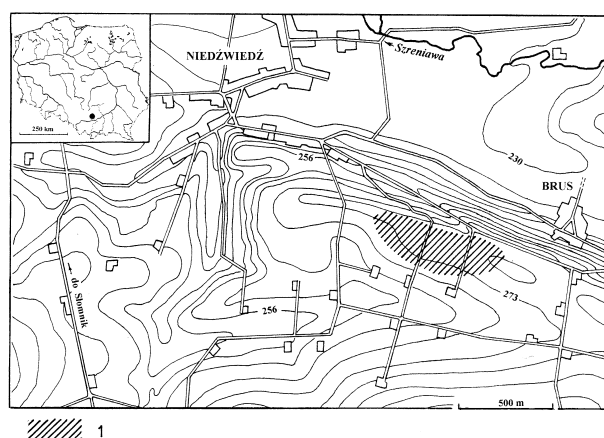 NIEDŹWIEDŹ
Szreniawa
250 km
256
230
BRUS
do Słomnik
256
273
500 m
1